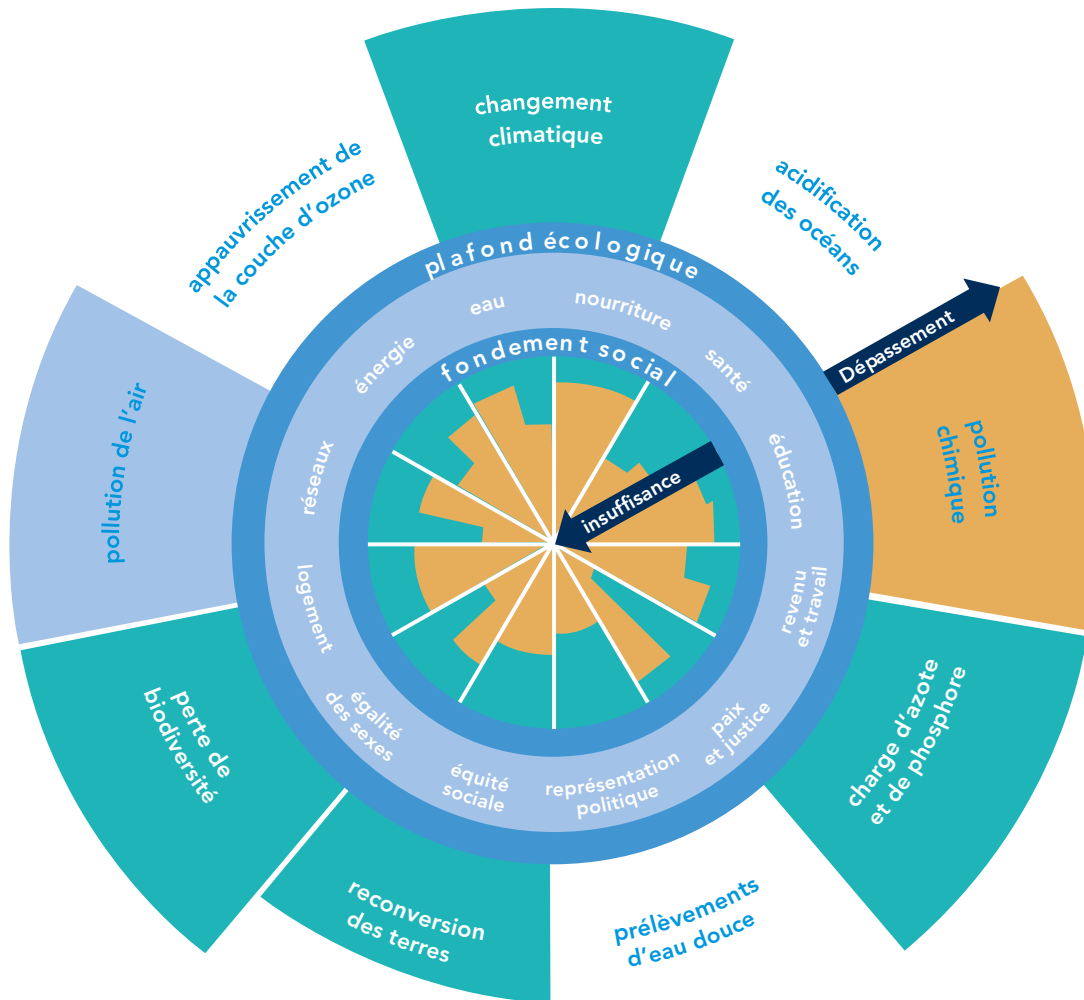 changement
climatique
appauvrissement de
la couche d'ozone
acidification
des océans
plafond écologique
eau
nourriture
énergie
fondement social
santé
Dépassement
pollution de l'air
pollution
chimique
réseaux
éducation
insuffisance
logement
revenu
et travail
égalité
des sexes
paix
et justice
équité
sociale
représentation
politique
perte de
biodiversité
charge d'azote
et de phosphore
reconversion
des terres
prélèvements
d'eau douce